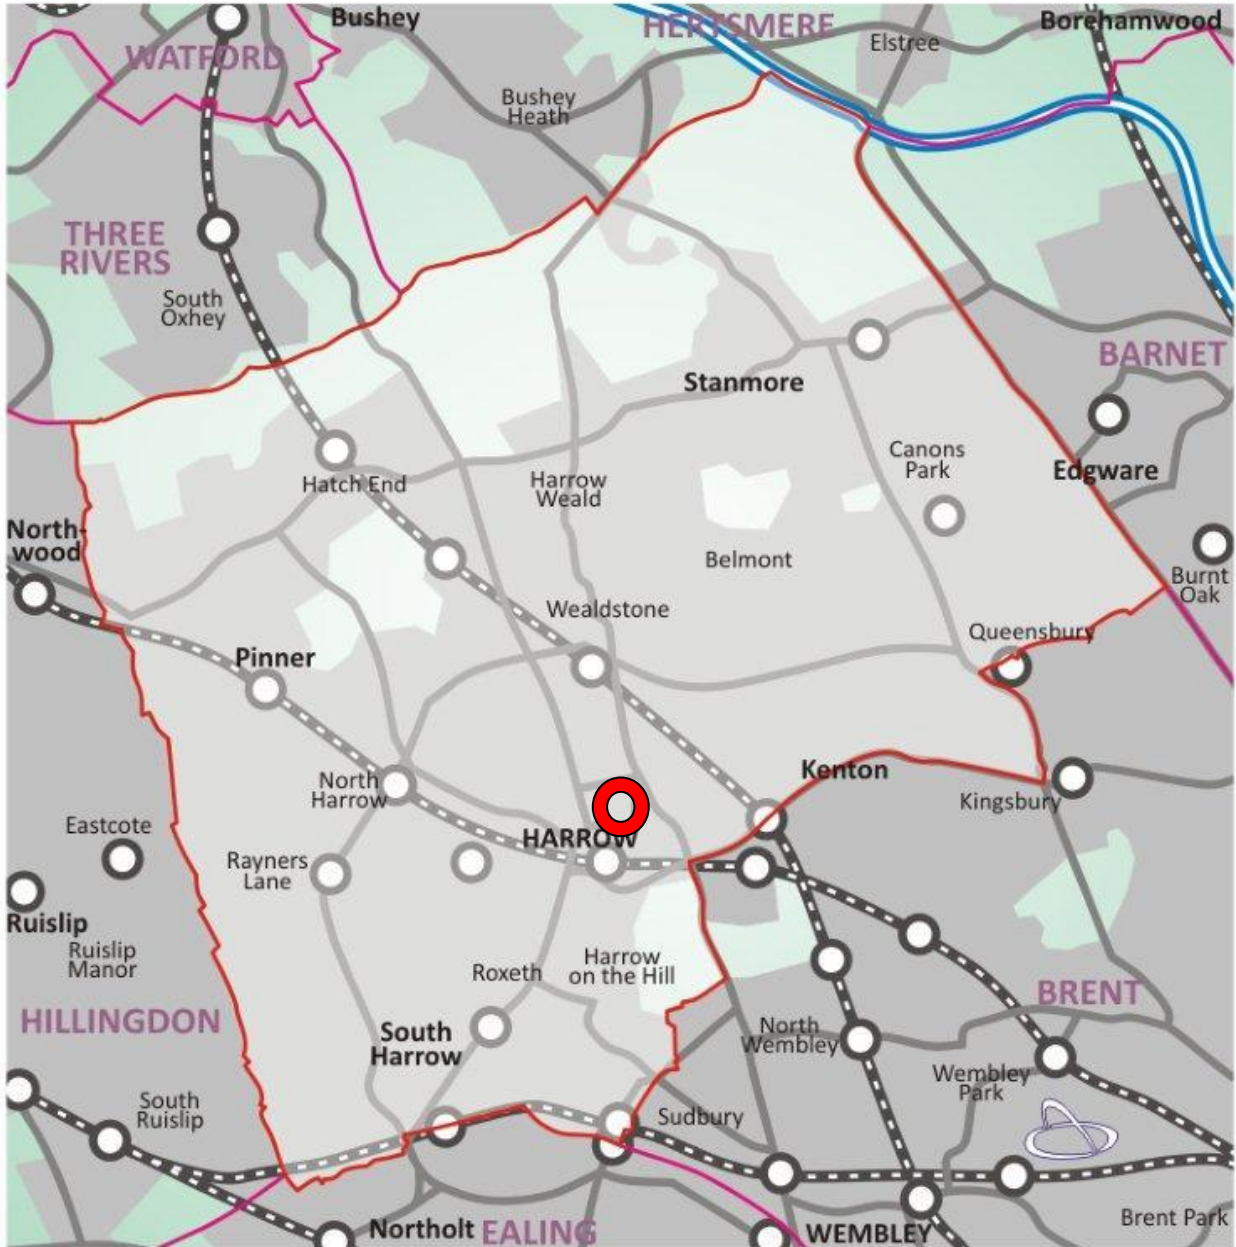 Bushey
HERTSMERE
Borehamwood
Elstree
WATFORD
Bushey
Heath
THREE
RIVERS
South
Oxhey
BARNET
Stanmore
Canons
Park
Edgware
Hatch End
Harrow
Weald
North-
wood
Belmont
Burnt
Oak
Wealdstone
Queensbury
Pinner
Kenton
North
Harrow
Kingsbury
Eastcote
HARROW
Rayners
Lane
Ruislip
Ruislip
Manor
Harrow
on the Hill
Roxeth
BRENT
HILLINGDON
South
Harrow
North
Wembley
Wembley
Park
South
Ruislip
Sudbury
Northolt
EALING
WEMBLEY
Brent Park